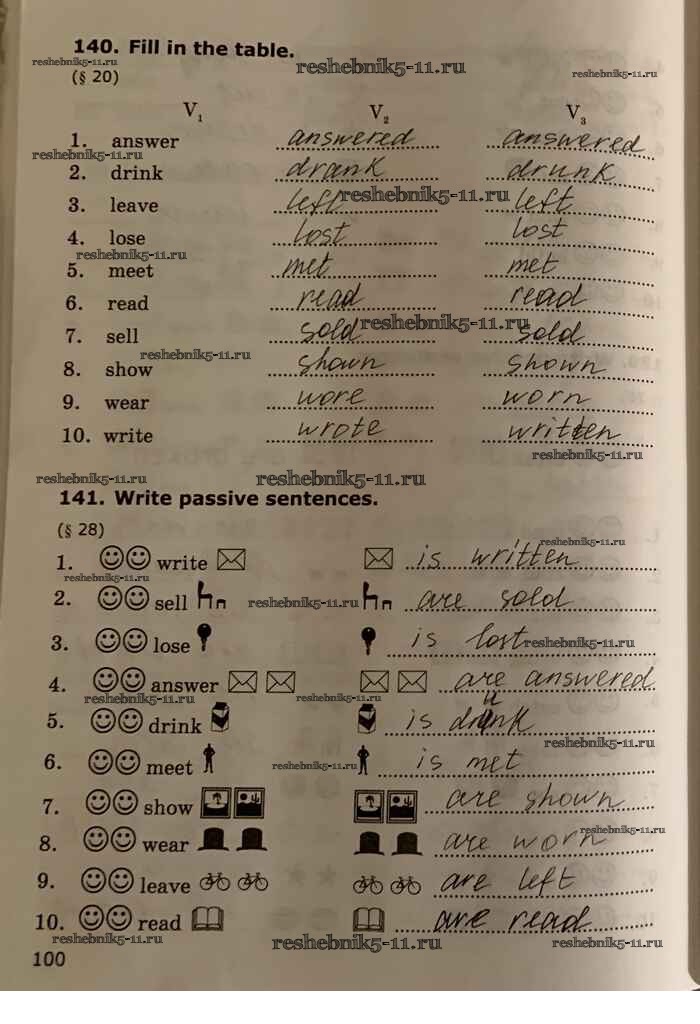 140. Fill in the table.
reshebnik5-11.ru reshebnik5-11.ru reshebnik5-11.ru
(§ 20)
V1 V2 V3
1. answer answered answered
reshebnik5-11.ru
2. drink drank drunk
reshebnik5-11.ru
3. leave left left
4. lose lost lost
reshebnik5-11.ru
5. meet met met
6. read read read
reshebnik5-11.ru
7. sell sold sold
reshebnik5-11.ru
8. show shown shown
9. wear wore worn
10. write wrote written
reshebnik5-11.ru
reshebnik5-11.ru reshebnik5-11.ru
141. Write passive sentences.
(§ 28)
reshebnik5-11.ru
1. write is written
reshebnik5-11.ru
2. sell reshebnik5-11.ru are sold
3. lose is lost reshebnik5-11.ru
4. answer are answered
reshebnik5-11.ru reshebnik5-11.ru
5. drink is drunk
reshebnik5-11.ru
6. meet reshebnik5-11.ru is met
7. show are shown
reshebnik5-11.ru
8. wear are worn
9. leave are left
10. read are read
reshebnik5-11.ru reshebnik5-11.ru reshebnik5-11.ru
100